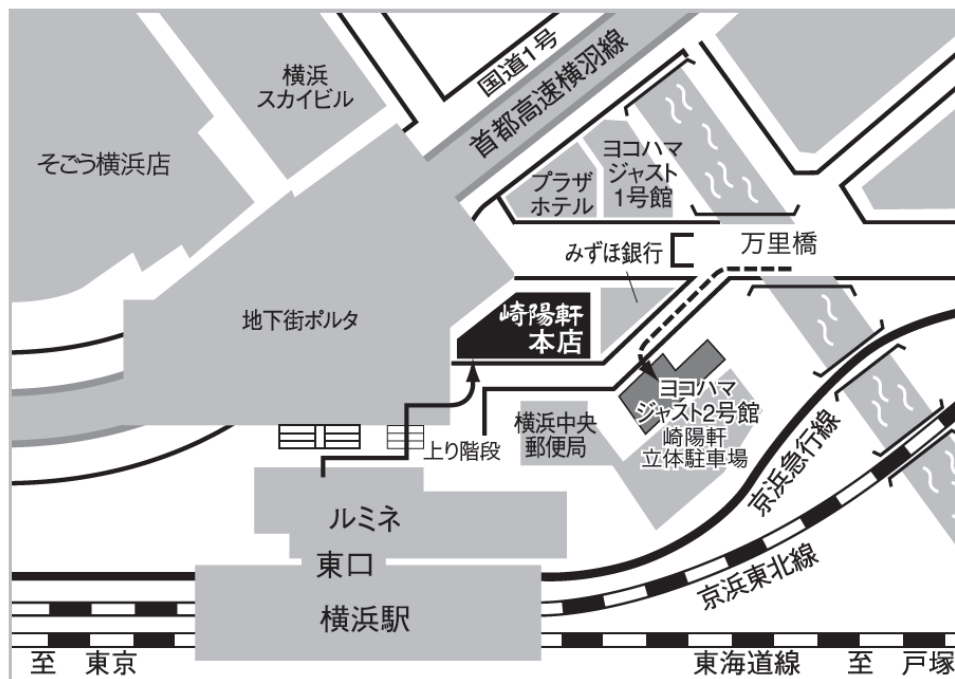 国道1号
首都高速横羽線
横浜
スカイビル
そごう横浜店
ヨコハマ
ジャスト
1号館
プラザ
ホテル
みずほ銀行
万里橋
地下街ポルタ
崎陽軒
本店
上り階段
横浜中央
郵便局
ヨコハマ
ジャスト2号館
崎陽軒
立体駐車場
京浜急行線
京浜東北線
ルミネ
東口
横浜駅
至 東京
東海道線
至 戸塚